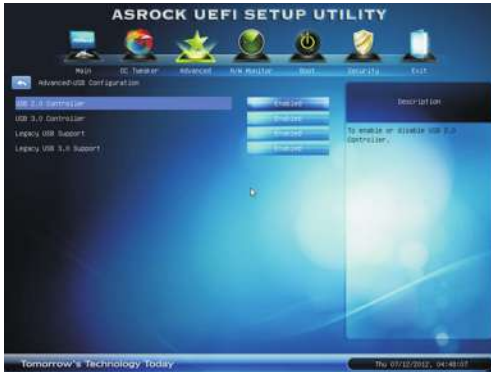 ASROCK UEFI SETUP UTILITY
Main OC Tweaker Advanced H/W Monitor Boot Security Exit
Advanced\USB Configuration
USB 2.0 Controller Enabled
USB 3.0 Controller Enabled
Legacy USB Support Enabled
Legacy USB 3.0 Support Enabled
Description
To enable or disable USB 2.0
Controller.
Tomorrow's Technology Today
Thu 07/12/2012, 04:48:07